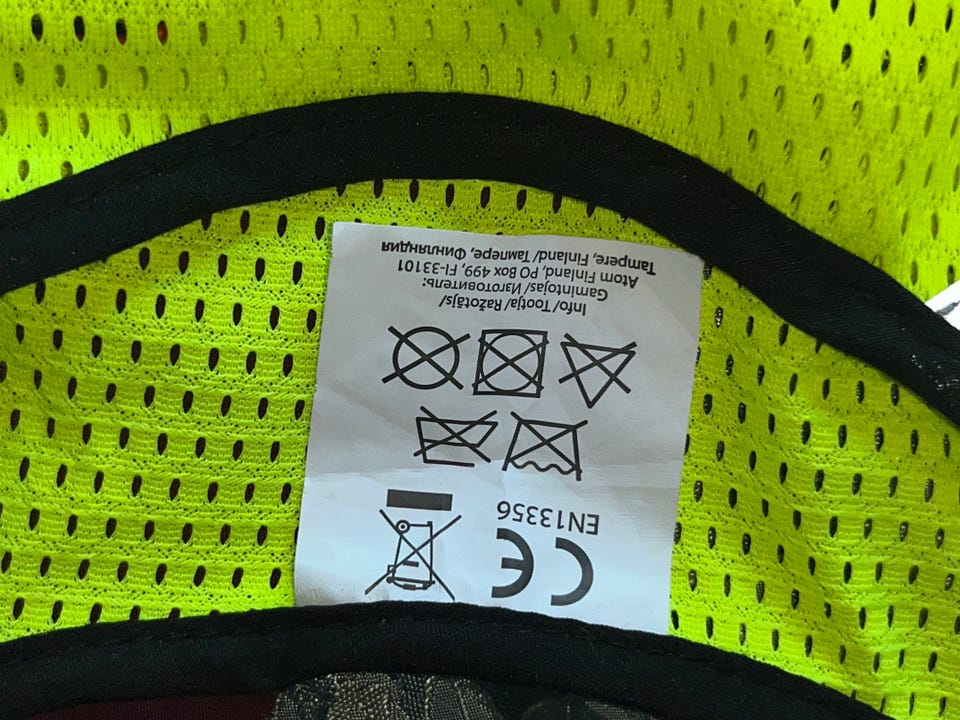 CE
EN13356
Info/ Tootja/ Ražotājs/
Gamintojas/ Изготовитель:
Atom Finland, PO Box 499, FI-33101
Tampere, Finland/ Тампере, Финляндия